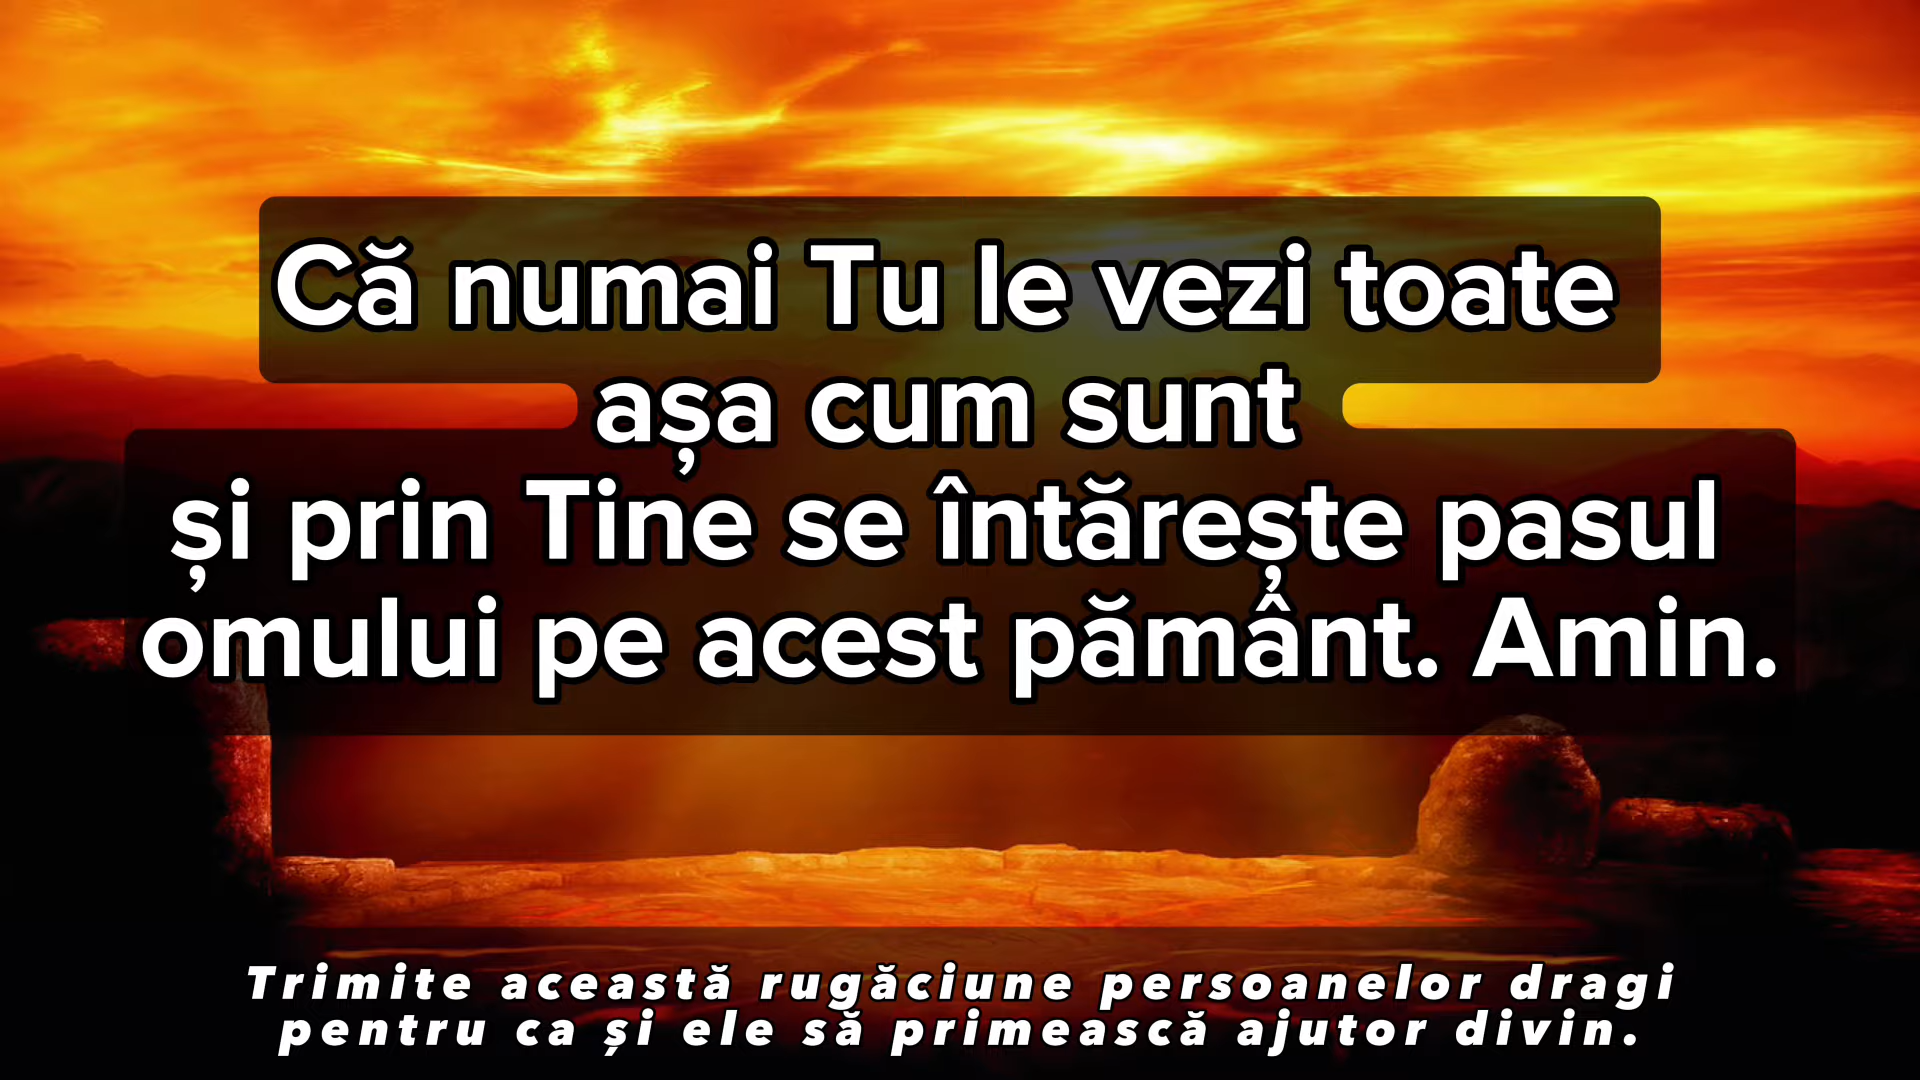 Că numai Tu le vezi toate
așa cum sunt
și prin Tine se întărește pasul
omului pe acest pământ. Amin.
Trimite această rugăciune persoanelor dragi
pentru ca și ele să primească ajutor divin.